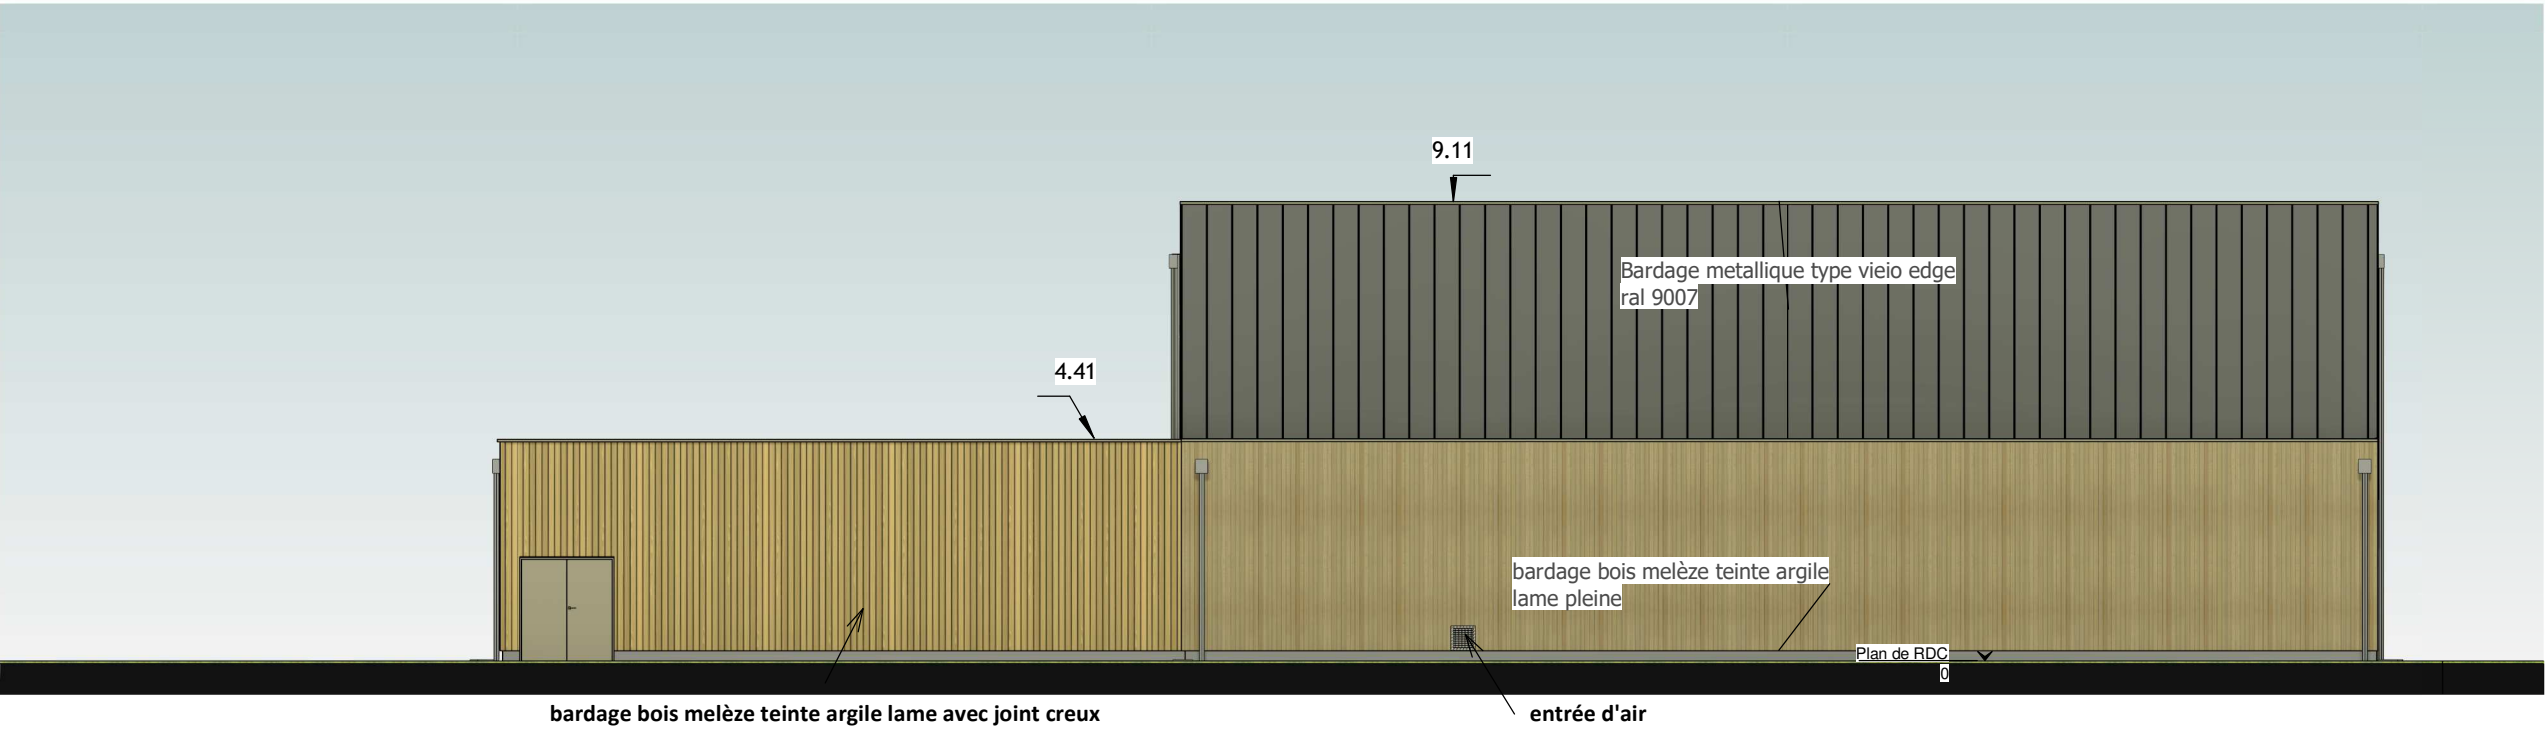 9.11
Bardage metallique type vieio edge
ral 9007
4.41
bardage bois melèze teinte argile
lame pleine
Plan de RDC
0
bardage bois melèze teinte argile lame avec joint creux
entrée d'air